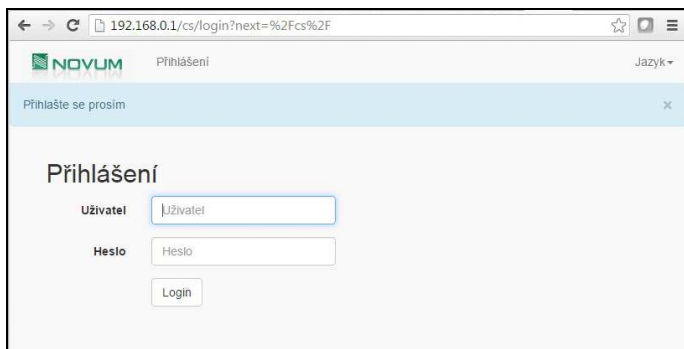 192.168.0.1/cs/login?next=%2Fcs%2F
NOVUM Přihlášení Jazyk
Přihlašte se prosím ×
Přihlášení
Uživatel Uživatel
Heslo Heslo
Login